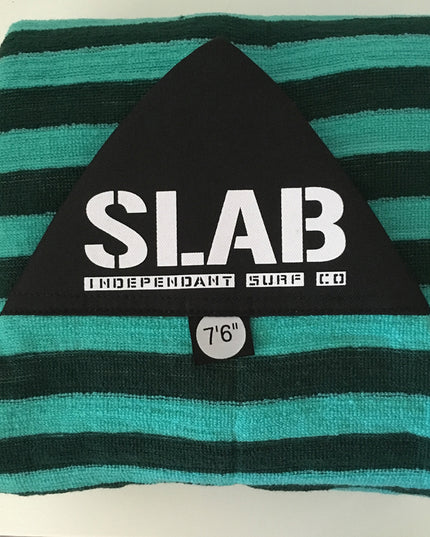 SLAB
INDEPENDANT SURF CO
7'6"